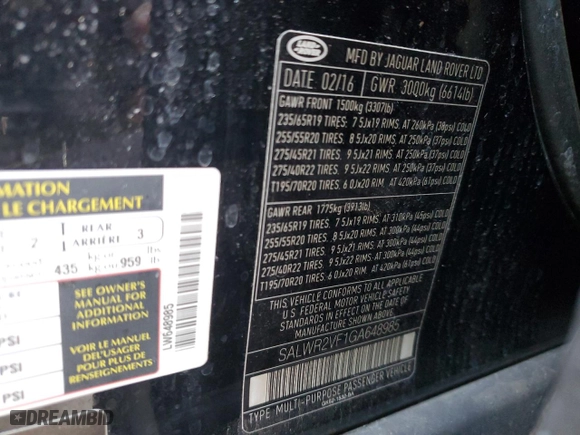 LAND
ROVER
MFD BY JAGUAR LAND ROVER LTD
DATE 02/16 GWR 3000kg (6614lb)
GAWR FRONT 1500kg (3307lb)
235/65R19 TIRES: 7.5Jx19 RIMS, AT 260kPa (38psi) COLD
255/55R20 TIRES: 8.5Jx20 RIMS, AT 250kPa (37psi) COLD
275/45R21 TIRES: 9.5Jx21 RIMS, AT 250kPa (37psi) COLD
275/40R22 TIRES: 9.5Jx22 RIMS, AT 250kPa (37psi) COLD
T195/70R20 TIRES: 6.0Jx20 RIM, AT 420kPa (61psi) COLD
GAWR REAR 1775kg (3913lb)
235/65R19 TIRES: 7.5Jx19 RIMS, AT 310kPa (45psi) COLD
255/55R20 TIRES: 8.5Jx20 RIMS, AT 300kPa (44psi) COLD
275/45R21 TIRES: 9.5Jx21 RIMS, AT 300kPa (44psi) COLD
275/40R22 TIRES: 9.5Jx22 RIMS, AT 300kPa (44psi) COLD
T195/70R20 TIRES: 6.0Jx20 RIM, AT 420kPa (61psi) COLD
THIS VEHICLE CONFORMS TO ALL APPLICABLE
U.S. FEDERAL MOTOR VEHICLE SAFETY STANDARDS
IN EFFECT ON THE DATE OF
MANUFACTURE SHOWN ABOVE
SALWR2VF1GA648985
TYPE MULTI-PURPOSE PASSENGER VEHICLE
MATION
LE CHARGEMENT
2 REAR
ARRIÈRE 3
435 kg or 959 lbs
SEE OWNER'S
MANUAL FOR
ADDITIONAL
INFORMATION
VOIR LE MANUEL
DE L'USAGER
POUR PLUS DE
RENSEIGNEMENTS
PSI
PSI
PSI
LW648985
DREAMBID